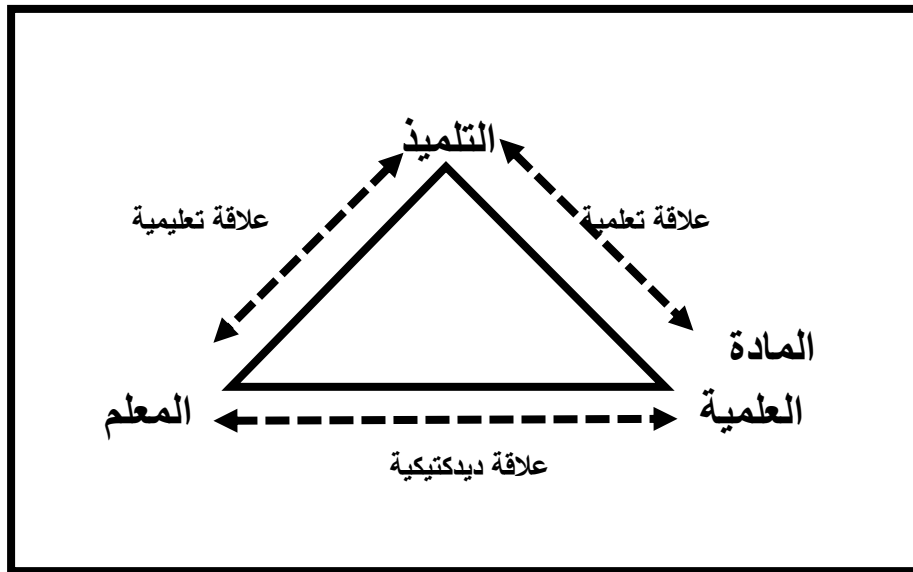 التلميذ
علاقة تعلمية
علاقة تعليمية
المادة
العلمية
المعلم
علاقة ديدكتيكية